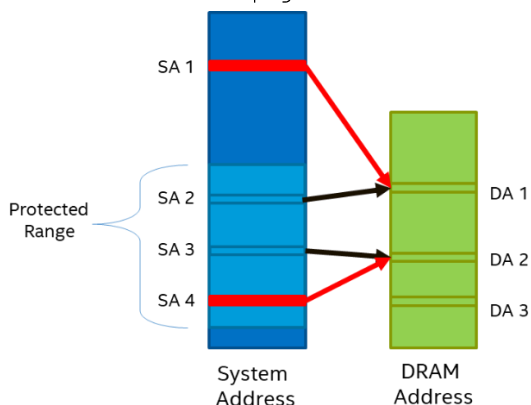 SA 1
SA 2
DA 1
Protected
Range
SA 3
DA 2
SA 4
DA 3
System
Address
DRAM
Address